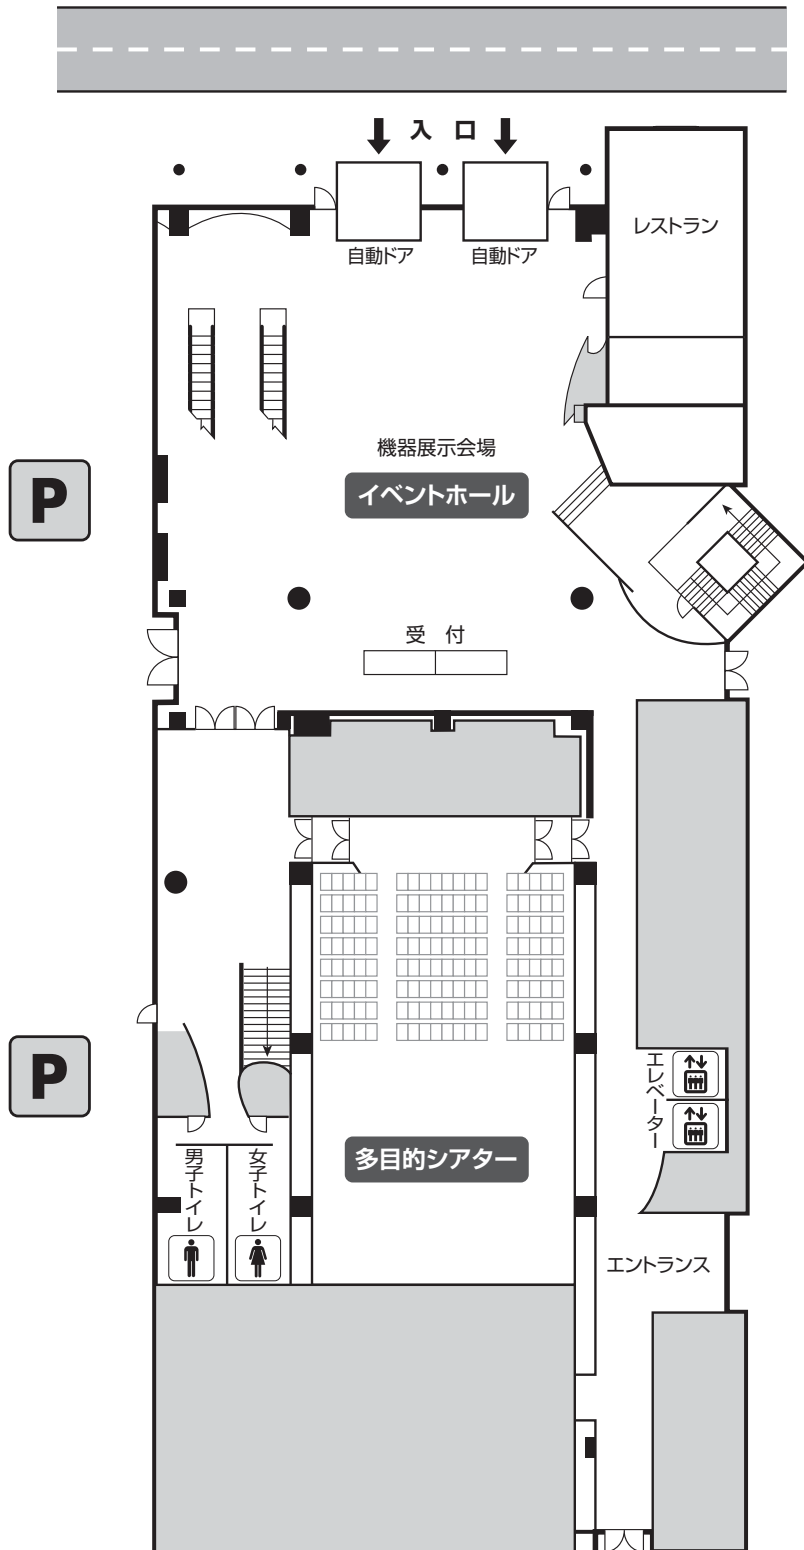 入 口
レストラン
自動ドア
自動ドア
機器展示会場
イベントホール
P
受 付
P
エレベーター
多目的シアター
男子トイレ
女子トイレ
エントランス